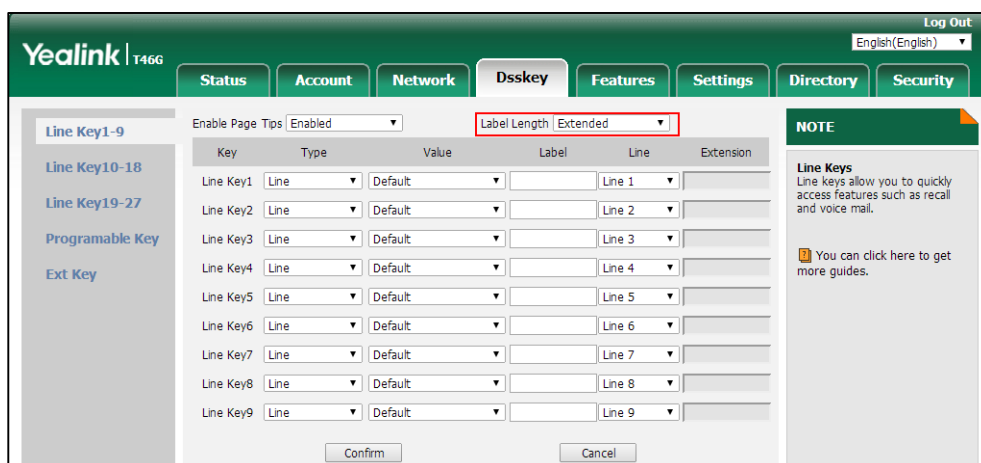 Log Out
English(English)
Yealink T46G
Status Account Network Dsskey Features Settings Directory Security
Line Key1-9
Line Key10-18
Line Key19-27
Programable Key
Ext Key
Enable Page Tips Enabled Label Length Extended
Key Type Value Label Line Extension
Line Key1 Line Default Line 1
Line Key2 Line Default Line 2
Line Key3 Line Default Line 3
Line Key4 Line Default Line 4
Line Key5 Line Default Line 5
Line Key6 Line Default Line 6
Line Key7 Line Default Line 7
Line Key8 Line Default Line 8
Line Key9 Line Default Line 9
Confirm Cancel
NOTE
Line Keys
Line keys allow you to quickly
access features such as recall
and voice mail.
You can click here to get
more guides.